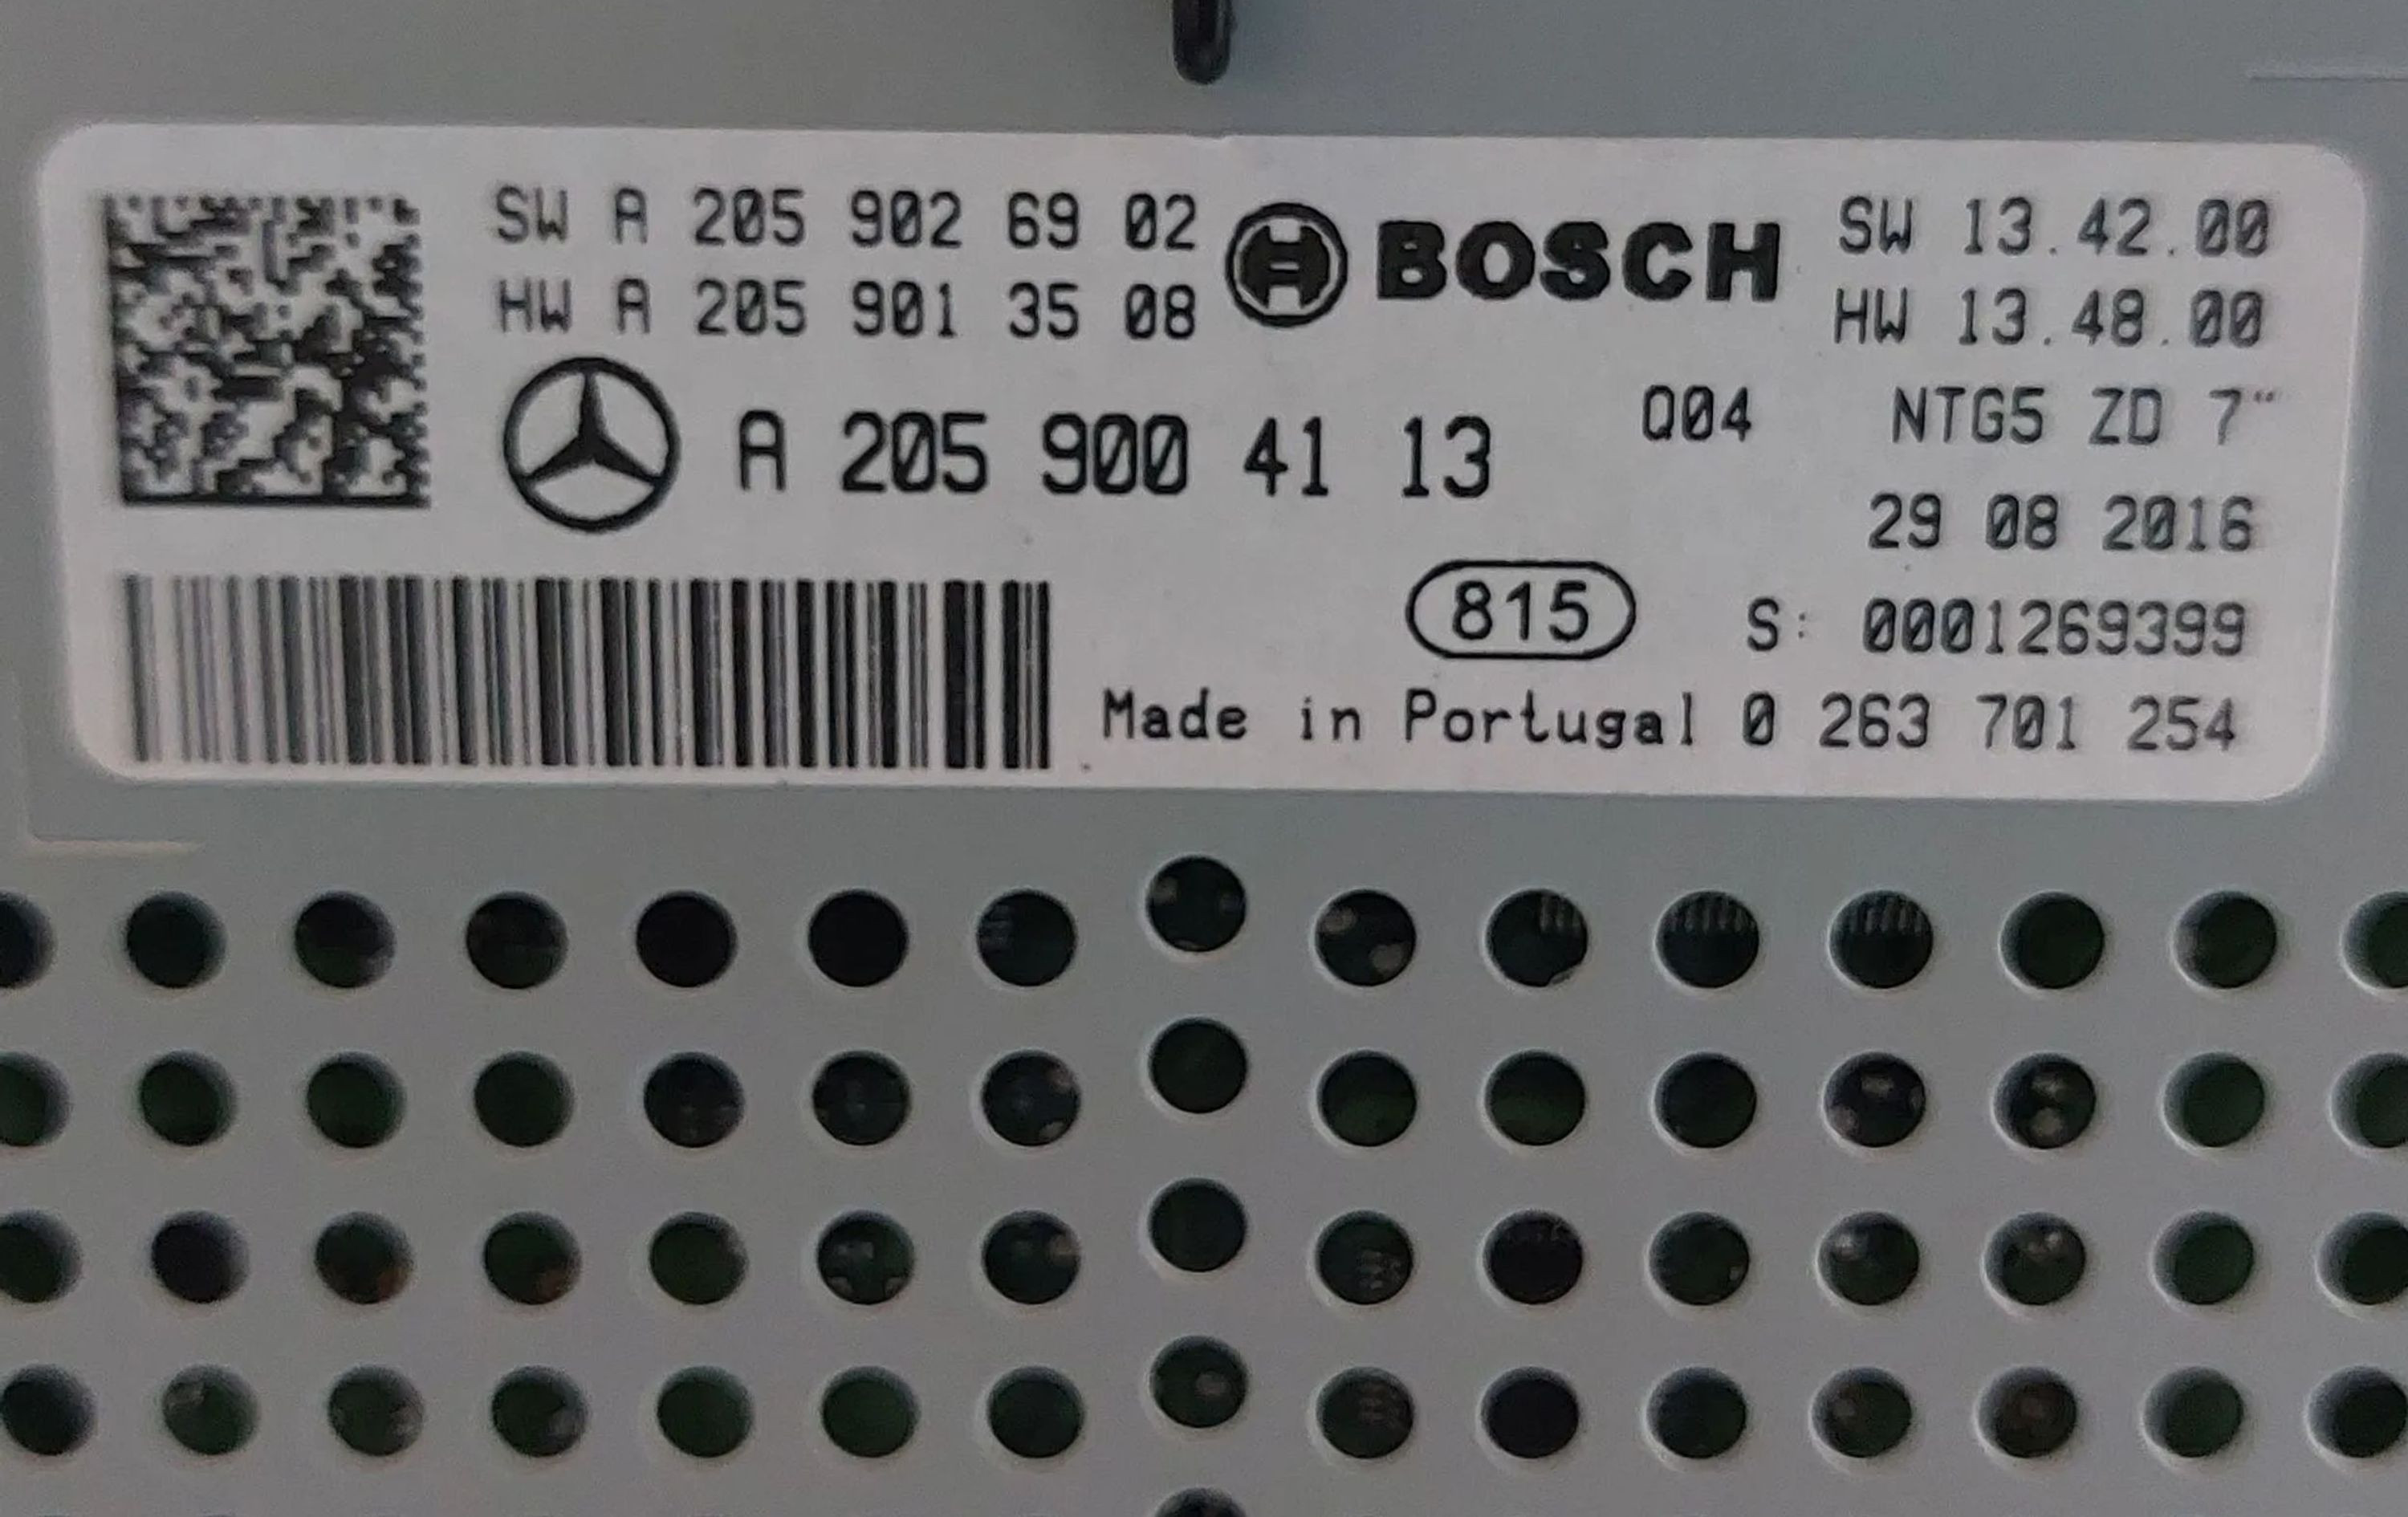 SW A 205 902 69 02
HW A 205 901 35 08
BOSCH
SW 13.42.00
HW 13.48.00
A 205 900 41 13
Q04
NTG5 ZD 7"
29 08 2016
815
S: 0001269399
Made in Portugal 0 263 701 254